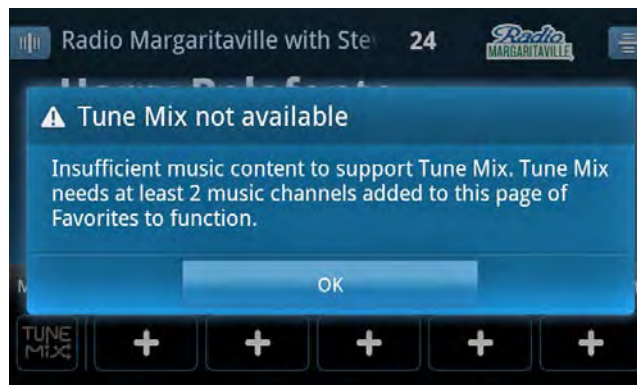 Radio Margaritaville with Ste 24 Radio MARGARITAVILLE
Tune Mix not available
Insufficient music content to support Tune Mix. Tune Mix
needs at least 2 music channels added to this page of
Favorites to function.
OK
TUNE
MiX